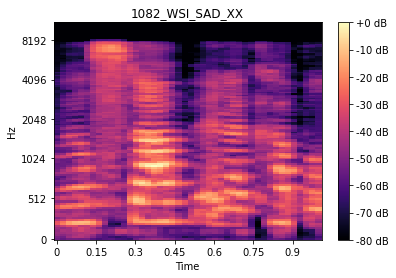 1082_WSI_SAD_XX
8192
4096
2048
1024
512
0
Hz
0 0.15 0.3 0.45 0.6 0.75 0.9
Time
+0 dB
-10 dB
-20 dB
-30 dB
-40 dB
-50 dB
-60 dB
-70 dB
-80 dB